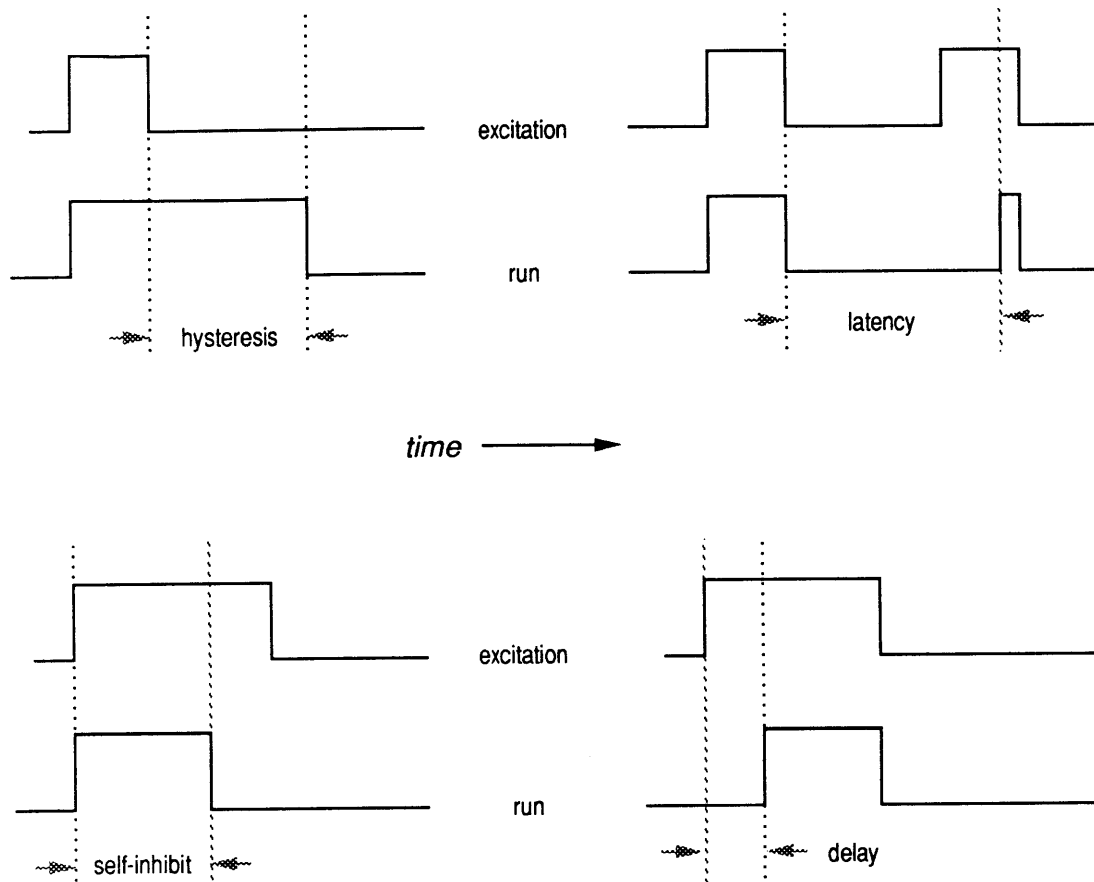 excitation
run
hysteresis
latency
time
excitation
run
self-inhibit
delay